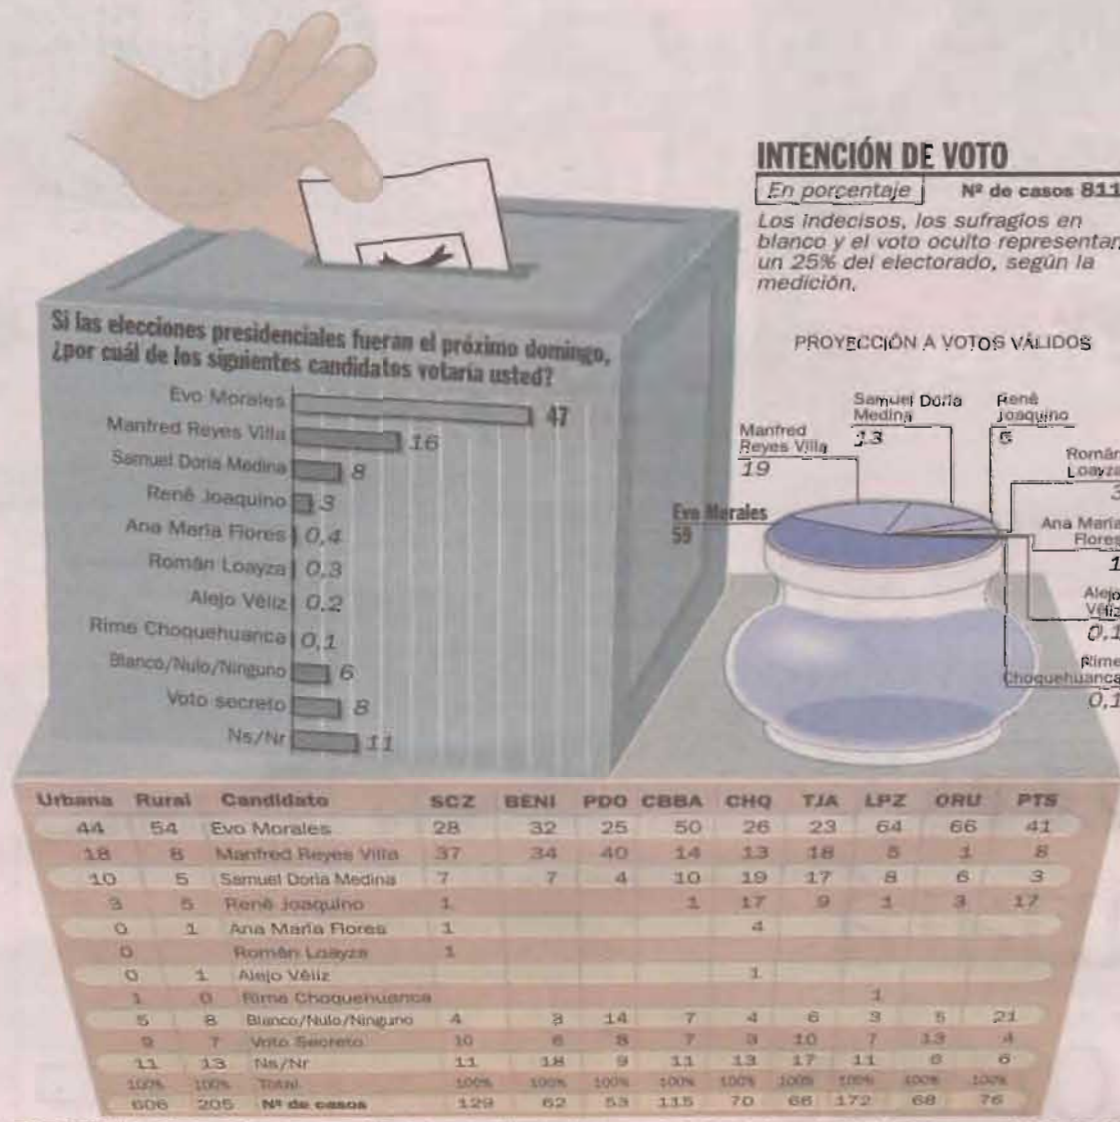 INTENCIÓN DE VOTO
En porcentaje Nº de casos 811
Los indecisos, los sufragios en
blanco y el voto oculto representan
un 25% del electorado, según la
medición.
Si las elecciones presidenciales fueran el próximo domingo,
¿por cuál de los siguientes candidatos votaría usted?
Evo Morales 47
Manfred Reyes Villa 16
Samuel Doria Medina 8
René Joaquino 3
Ana María Flores 0,4
Román Loayza 0,3
Alejo Véliz 0,2
Rime Choquehuanca 0,1
Blanco/Nulo/Ninguno 6
Voto secreto 8
Ns/Nr 11
PROYECCIÓN A VOTOS VÁLIDOS
Samuel Doria
Medina
13
René
Joaquino
Manfred
Reyes Villa
19
Román
Loayza
3
Evo Morales
Ana María
Flores
1
Alejo
Véliz
0,1
Rime
Choquehuanca
0,1
Urbana Rural Candidato SCZ BENI PDO CBBA CHQ TJA LPZ ORU PTS
44 54 Evo Morales 28 32 25 50 26 23 64 66 41
18 8 Manfred Reyes Villa 37 34 40 14 13 18 5 1 8
10 5 Samuel Doria Medina 7 7 4 10 19 17 8 6 3
3 5 René Joaquino 1 1 17 9 1 3 17
0 1 Ana María Flores 1 4
0 Román Loayza 1
0 1 Alejo Véliz 1
1 0 Rime Choquehuanca 1
5 8 Blanco/Nulo/Ninguno 4 3 14 7 4 6 3 5 21
9 7 Voto Secreto 10 6 8 7 3 10 7 13 4
11 13 Ns/Nr 11 18 9 11 13 17 11 6 6
100% 100% Total 100% 100% 100% 100% 100% 100% 100% 100% 100%
606 205 Nº de casos 129 62 53 115 70 66 172 68 76